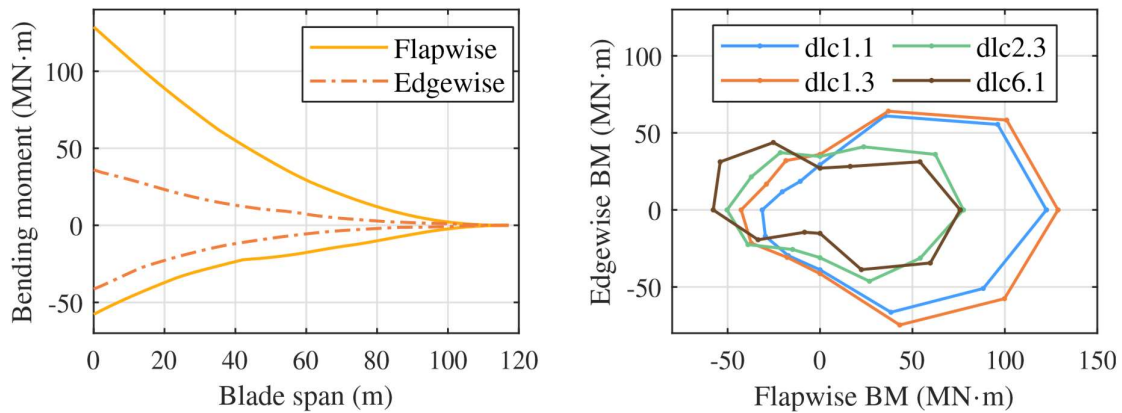 Bending moment (MN·m)
100
50
0
-50
Flapwise
Edgewise
0 20 40 60 80 100 120
Blade span (m)
Edgewise BM (MN·m)
100
50
0
-50
dlc1.1 dlc2.3
dlc1.3 dlc6.1
-50 0 50 100 150
Flapwise BM (MN·m)